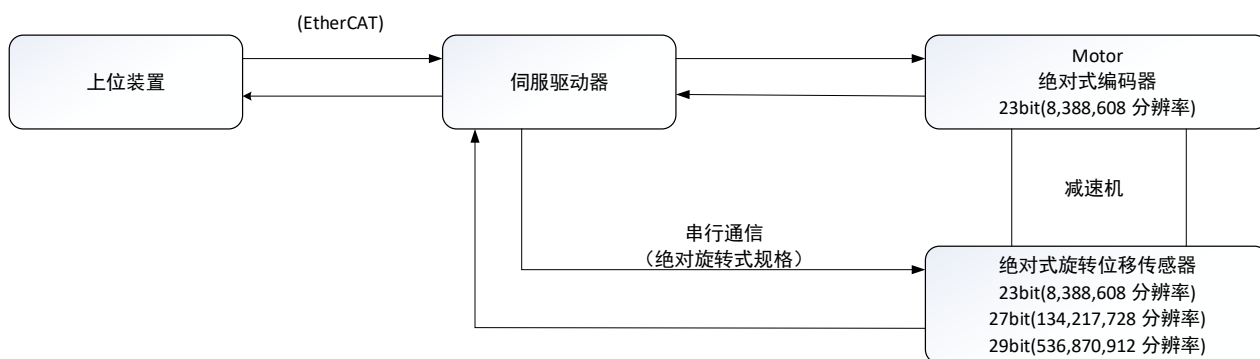 (EtherCAT)
上位装置
伺服驱动器
Motor
绝对式编码器
23bit(8,388,608 分辨率)
减速机
串行通信
（绝对旋转式规格）
绝对式旋转位移传感器
23bit(8,388,608 分辨率)
27bit(134,217,728 分辨率)
29bit(536,870,912 分辨率)